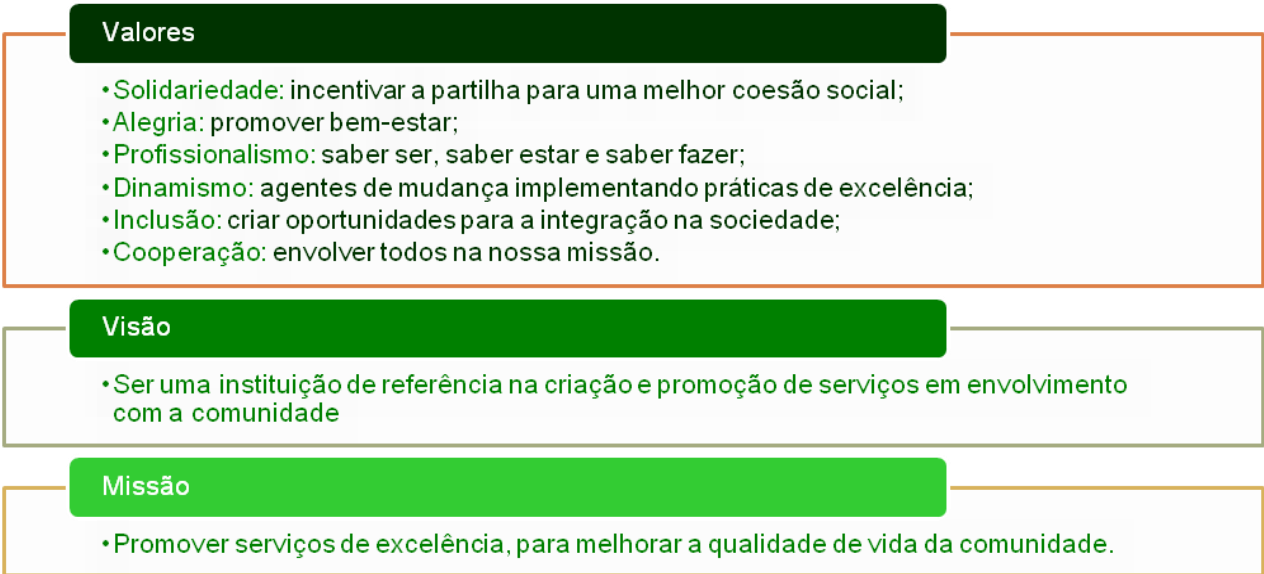 Valores
•Solidariedade: incentivar a partilha para uma melhor coesão social;
•Alegria: promover bem-estar;
•Profissionalismo: saber ser, saber estar e saber fazer;
•Dinamismo: agentes de mudança implementando práticas de excelência;
•Inclusão: criar oportunidades para a integração na sociedade;
•Cooperação: envolver todos na nossa missão.
Visão
•Ser uma instituição de referência na criação e promoção de serviços em envolvimento
com a comunidade
Missão
•Promover serviços de excelência, para melhorar a qualidade de vida da comunidade.